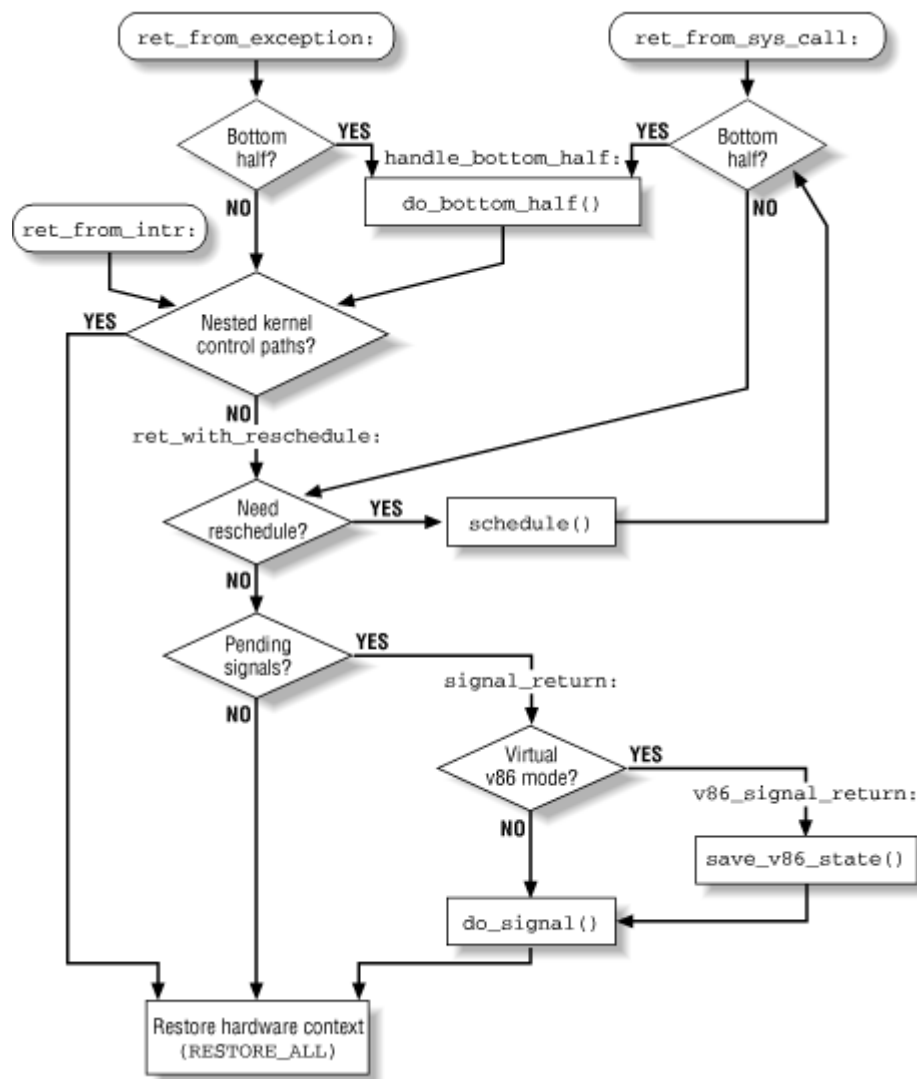 ret_from_exception:
ret_from_sys_call:
Bottom
half?
YES
handle_bottom_half:
YES
Bottom
half?
do_bottom_half()
NO
NO
ret_from_intr:
YES
Nested kernel
control paths?
NO
ret_with_reschedule:
Need
reschedule?
YES
schedule()
NO
Pending
signals?
YES
signal_return:
NO
Virtual
v86 mode?
YES
v86_signal_return:
NO
save_v86_state()
do_signal()
Restore hardware context
(RESTORE_ALL)